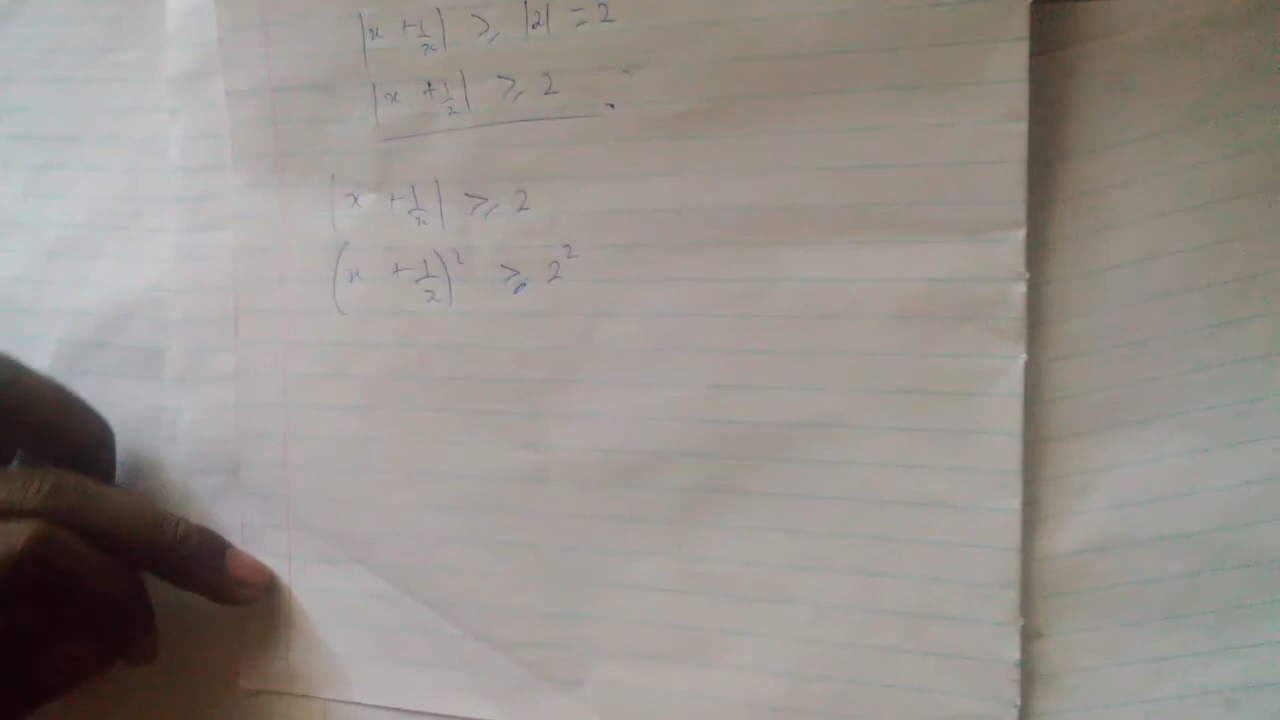 |x + 1/x| ⩾ |2| = 2
|x + 1/x| ⩾ 2
|x + 1/x| ⩾ 2
(x + 1/x)² ⩾ 2²